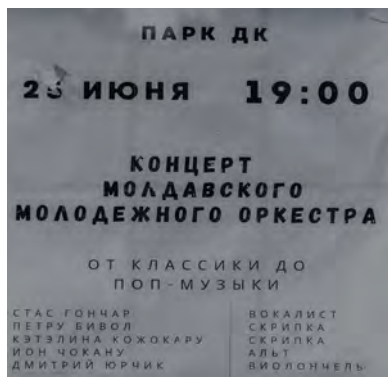 ПАРК ДК
ИЮНЯ 19:00
КОНЦЕРТ
МОЛДАВСКОГО
МОЛОДЕЖНОГО ОРКЕСТРА
ОТ КЛАССИКИ ДО
ПОП-МУЗЫКИ
СТАС ГОНЧАР ВОКАЛИСТ
ПЕТРУ БИВОЛ СКРИПКА
КЭТЭЛИНА КОЖОКАРУ СКРИПКА
ИОН ЧОКАНУ АЛЬТ
ДМИТРИЙ ЮРЧИК ВИОЛОНЧЕЛЬ